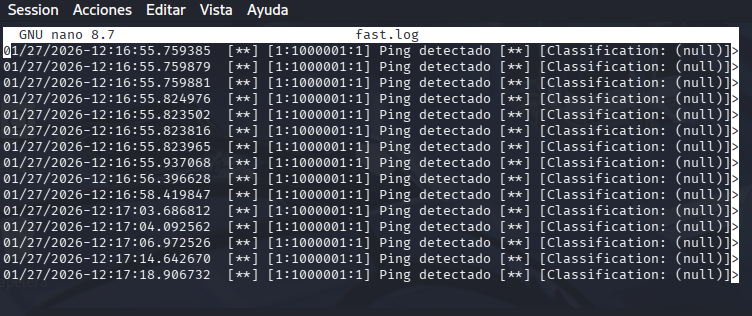 Session Acciones Editar Vista Ayuda
GNU nano 8.7 fast.log
01/27/2026-12:16:55.759385 [**] [1:1000001:1] Ping detectado [**] [Classification: (null)]>
01/27/2026-12:16:55.759879 [**] [1:1000001:1] Ping detectado [**] [Classification: (null)]>
01/27/2026-12:16:55.759881 [**] [1:1000001:1] Ping detectado [**] [Classification: (null)]>
01/27/2026-12:16:55.824976 [**] [1:1000001:1] Ping detectado [**] [Classification: (null)]>
01/27/2026-12:16:55.823502 [**] [1:1000001:1] Ping detectado [**] [Classification: (null)]>
01/27/2026-12:16:55.823816 [**] [1:1000001:1] Ping detectado [**] [Classification: (null)]>
01/27/2026-12:16:55.823965 [**] [1:1000001:1] Ping detectado [**] [Classification: (null)]>
01/27/2026-12:16:55.937068 [**] [1:1000001:1] Ping detectado [**] [Classification: (null)]>
01/27/2026-12:16:56.396628 [**] [1:1000001:1] Ping detectado [**] [Classification: (null)]>
01/27/2026-12:16:58.419847 [**] [1:1000001:1] Ping detectado [**] [Classification: (null)]>
01/27/2026-12:17:03.686812 [**] [1:1000001:1] Ping detectado [**] [Classification: (null)]>
01/27/2026-12:17:04.092562 [**] [1:1000001:1] Ping detectado [**] [Classification: (null)]>
01/27/2026-12:17:06.972526 [**] [1:1000001:1] Ping detectado [**] [Classification: (null)]>
01/27/2026-12:17:14.642670 [**] [1:1000001:1] Ping detectado [**] [Classification: (null)]>
01/27/2026-12:17:18.906732 [**] [1:1000001:1] Ping detectado [**] [Classification: (null)]>